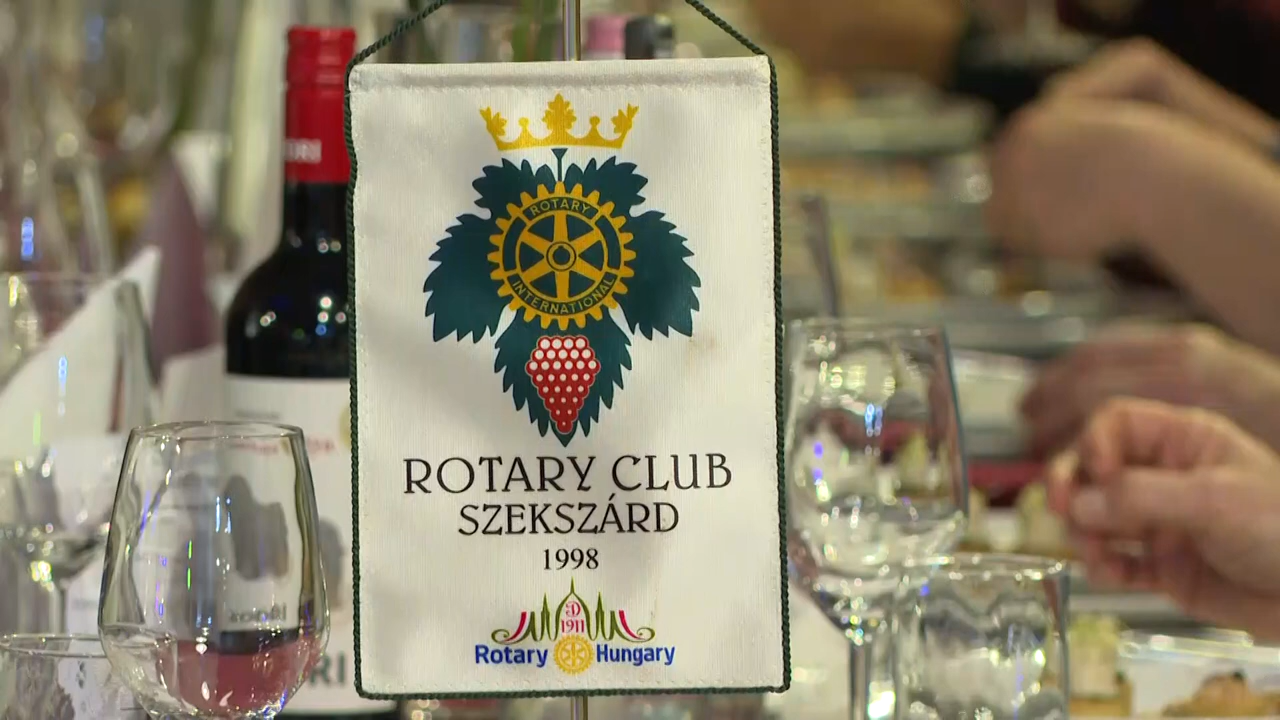 ROTARY
INTERNATIONAL
ROTARY CLUB
SZEKSZÁRD
1998
D
1911
Rotary Hungary